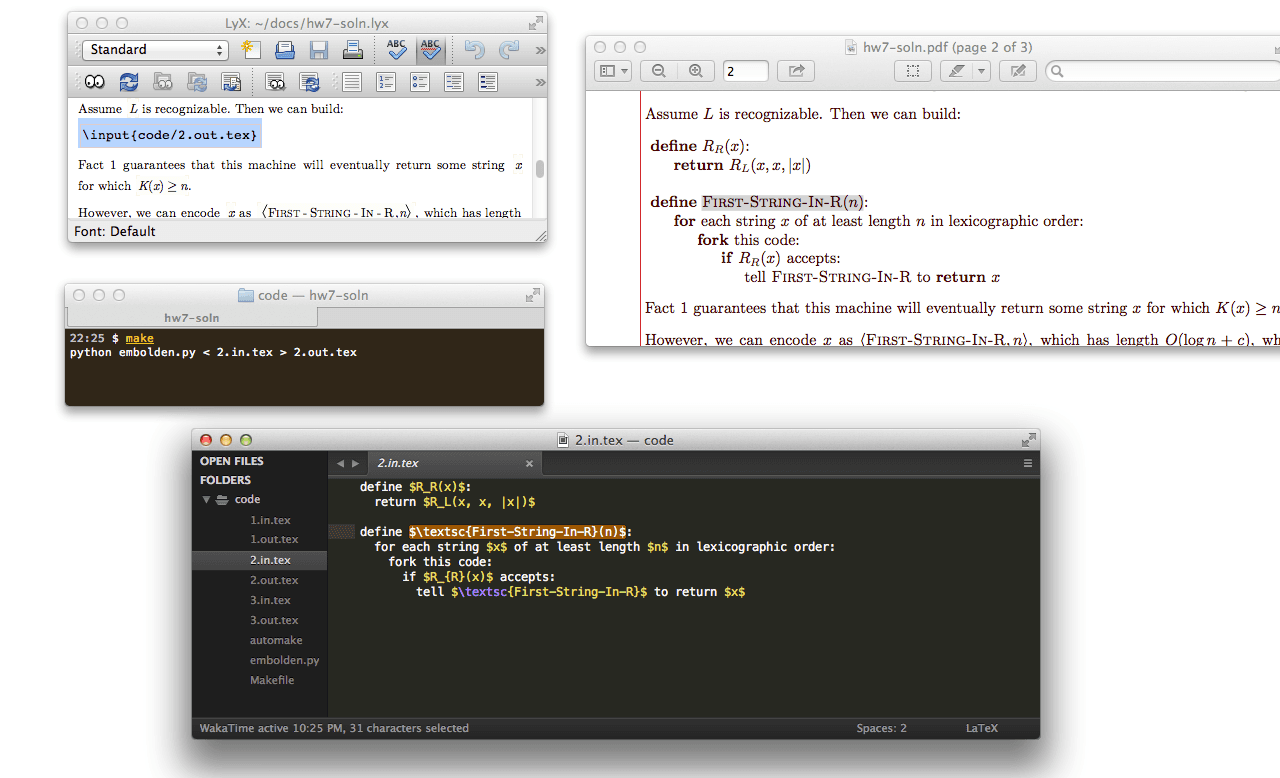 LyX: ~/docs/hw7-soln.lyx
Standard
ABC
ABC
»
»
Assume L is recognizable. Then we can build:
\input{code/2.out.tex}
Fact 1 guarantees that this machine will eventually return some string x
for which K(x) ≥ n.
However, we can encode x as ⟨First - String - In - R, n⟩, which has length
Font: Default
hw7-soln.pdf (page 2 of 3)
2
Assume L is recognizable. Then we can build:
define R_R(x):
return R_L(x, x, |x|)
define First-String-In-R(n):
for each string x of at least length n in lexicographic order:
fork this code:
if R_R(x) accepts:
tell First-String-In-R to return x
Fact 1 guarantees that this machine will eventually return some string x for which K(x) ≥ n
However, we can encode x as ⟨First-String-In-R, n⟩, which has length O(log n + c), wh
code — hw7-soln
hw7-soln
22:25 $ make
python embolden.py < 2.in.tex > 2.out.tex
2.in.tex — code
OPEN FILES
FOLDERS
code
1.in.tex
1.out.tex
2.in.tex
2.out.tex
3.in.tex
3.out.tex
automake
embolden.py
Makefile
2.in.tex
define $R_R(x)$:
return $R_L(x, x, |x|)$
define $\textsc{First-String-In-R}(n)$:
for each string $x$ of at least length $n$ in lexicographic order:
fork this code:
if $R_{R}(x)$ accepts:
tell $\textsc{First-String-In-R}$ to return $x$
WakaTime active 10:25 PM, 31 characters selected
Spaces: 2
LaTeX